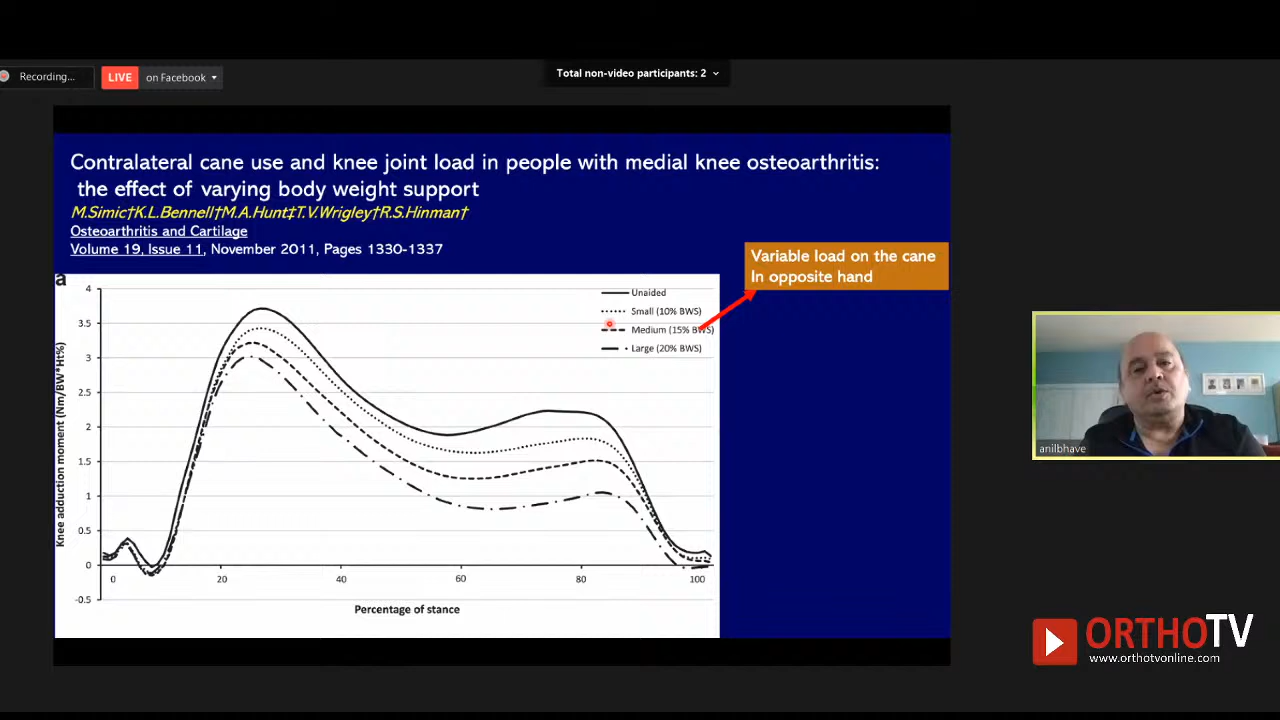 Recording...
LIVE
on Facebook
Total non-video participants: 2
Contralateral cane use and knee joint load in people with medial knee osteoarthritis:
the effect of varying body weight support
M.Simic†K.L.Bennell†M.A.Hunt‡T.V.Wrigley†R.S.Hinman†
Osteoarthritis and Cartilage
Volume 19, Issue 11, November 2011, Pages 1330-1337
Variable load on the cane
In opposite hand
a
Unaided
Small (10% BWS)
Medium (15% BWS)
Large (20% BWS)
4
3.5
3
2.5
2
1.5
1
0.5
0
-0.5
Knee adduction moment (Nm/BW*Ht%)
0
20
40
60
80
100
Percentage of stance
anilbhave
ORTHOTV
www.orthotvonline.com